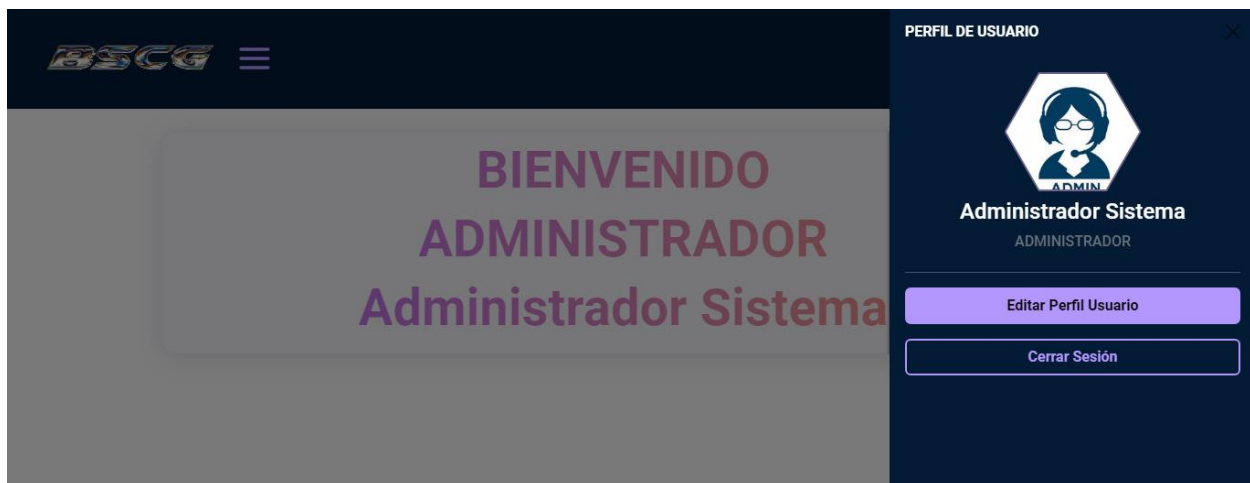 BSCG
BIENVENIDO
ADMINISTRADOR
Administrador Sistema
PERFIL DE USUARIO
ADMIN
Administrador Sistema
ADMINISTRADOR
Editar Perfil Usuario
Cerrar Sesión